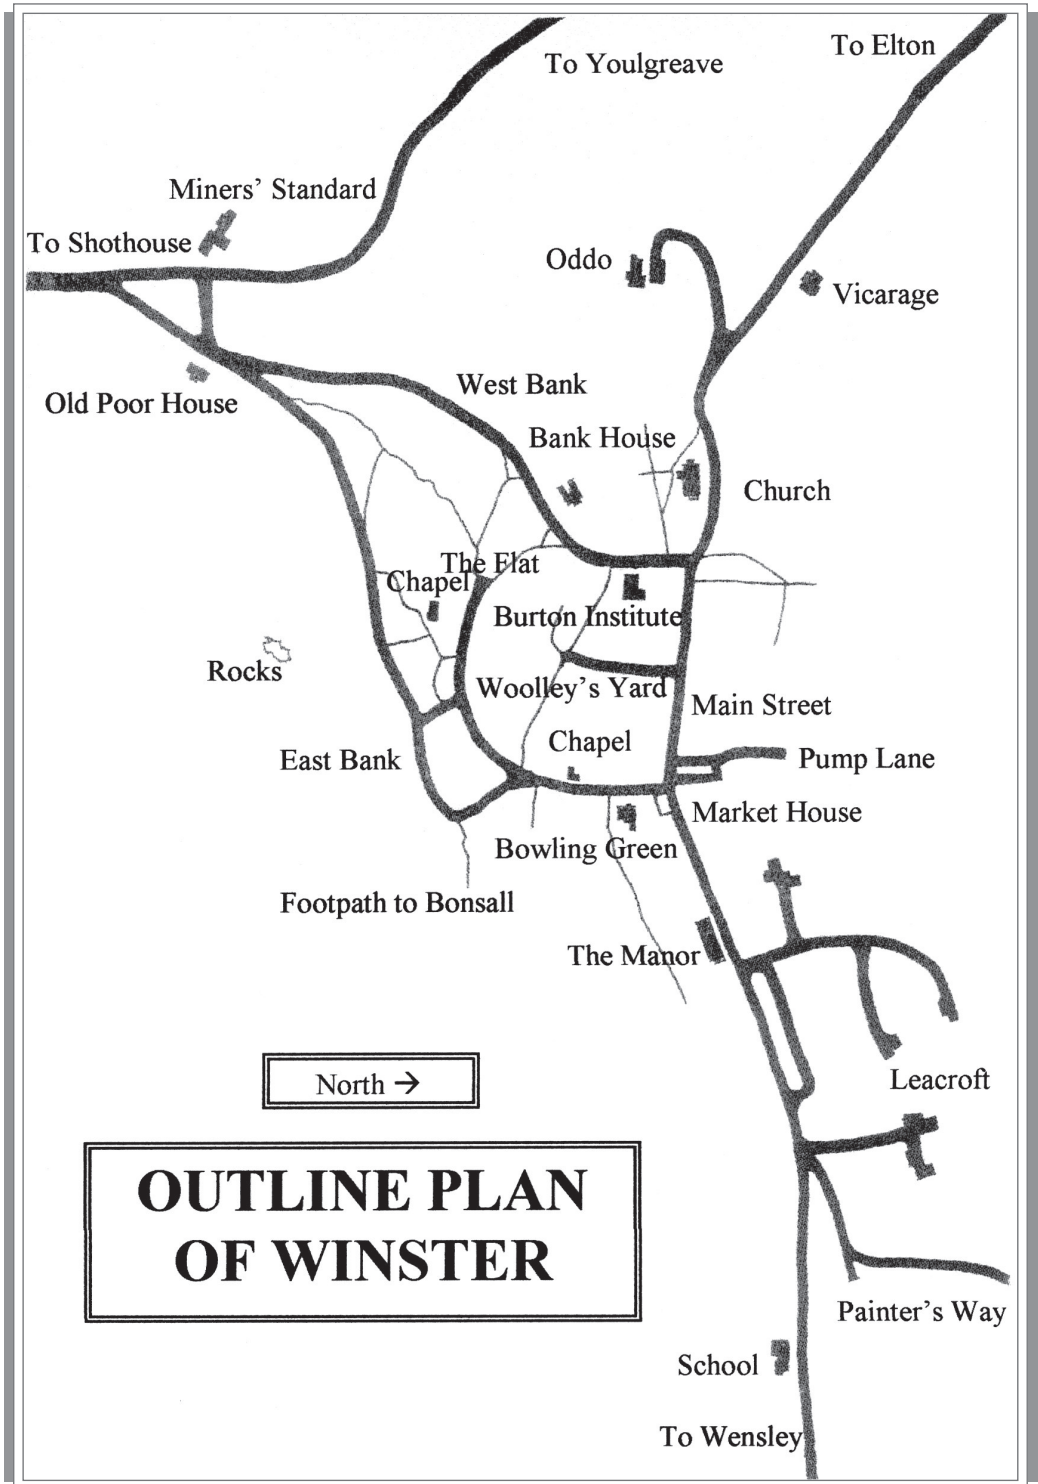 To Elton
To Youlgreave
Miners’ Standard
To Shothouse
Oddo
Vicarage
West Bank
Old Poor House
Bank House
Church
The Flat
Chapel
Burton Institute
Rocks
Woolley’s Yard
Main Street
Chapel
East Bank
Pump Lane
Market House
Bowling Green
Footpath to Bonsall
The Manor
North →
Leacroft
OUTLINE PLAN
OF WINSTER
Painter’s Way
School
To Wensley